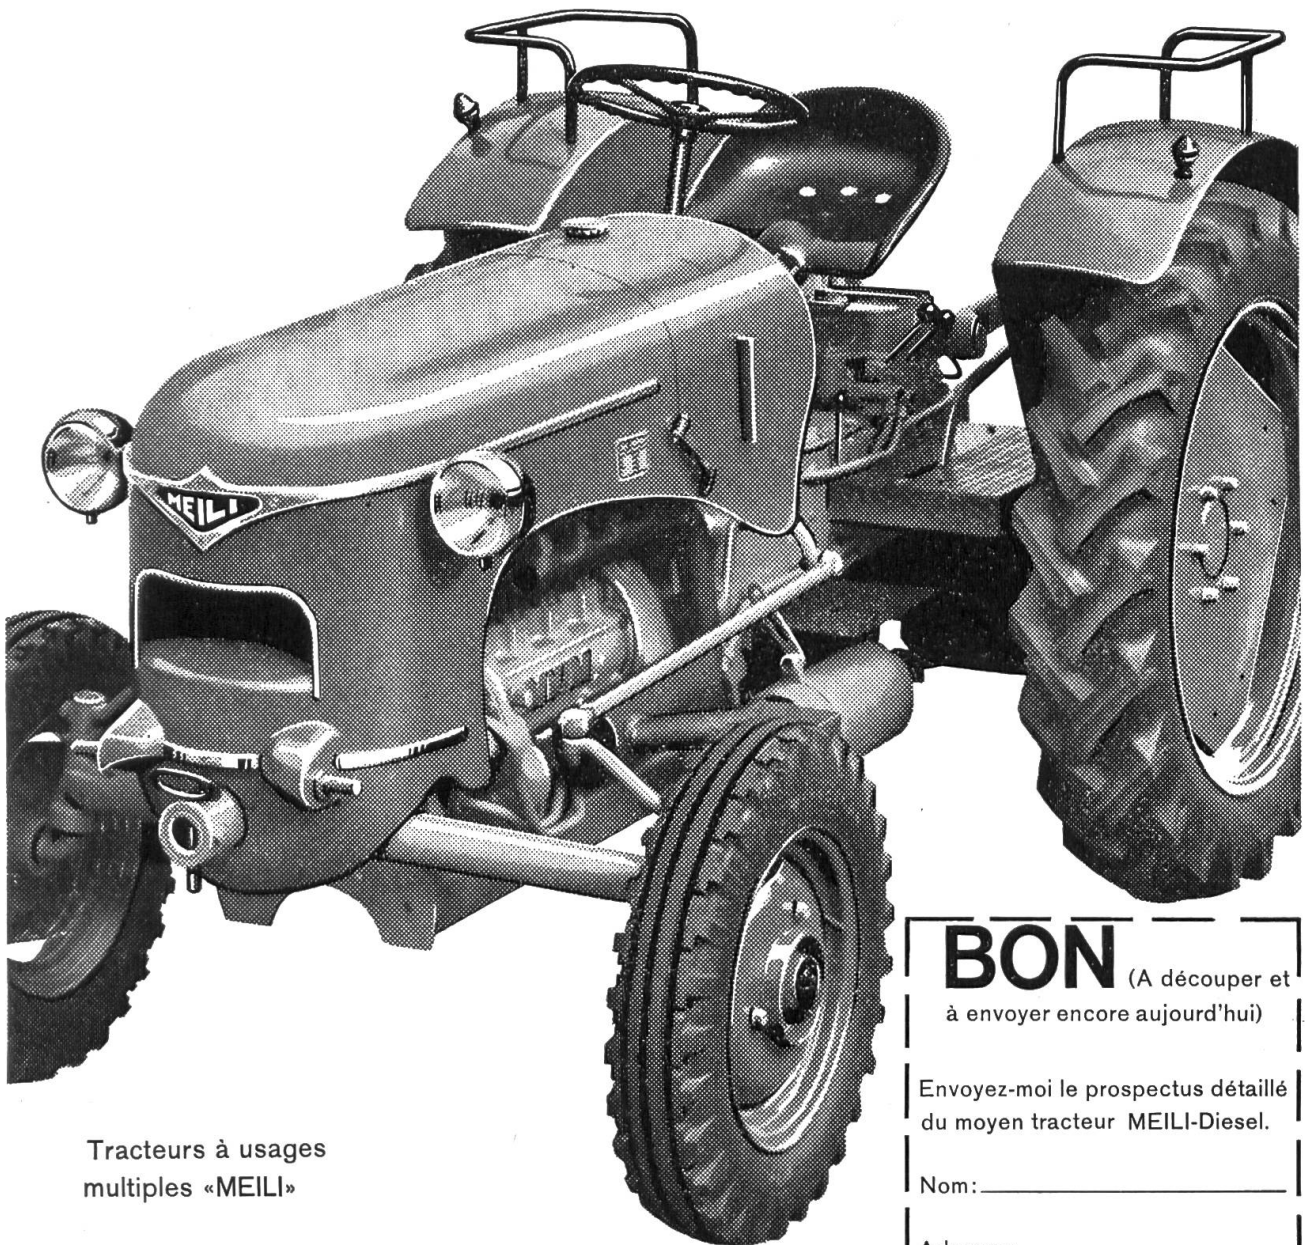 MEILI
Tracteurs à usages
multiples «MEILI»
BON (A découper et
à envoyer encore aujourd'hui)
Envoyez-moi le prospectus détaillé
du moyen tracteur MEILI-Diesel.
Nom: